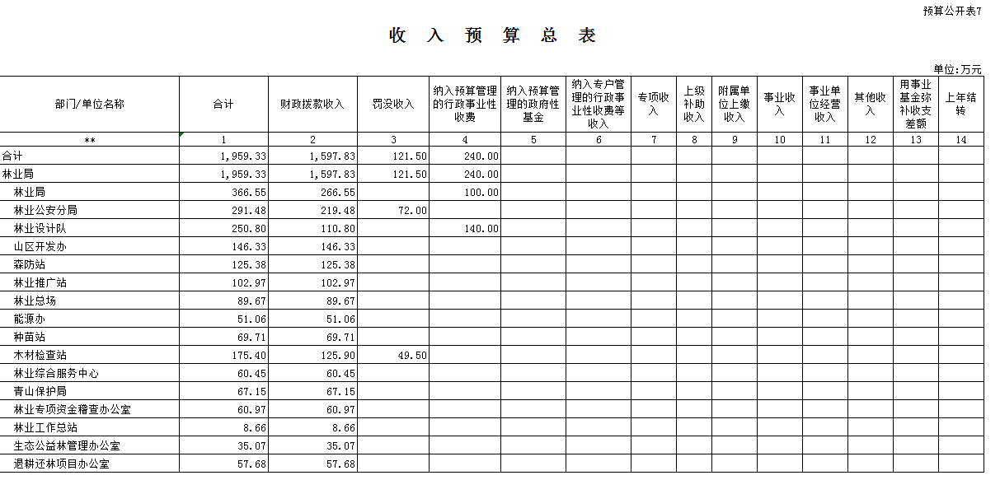 预算公开表7
收 入 预 算 总 表
单位:万元
部门/单位名称 合计 财政拨款收入 罚没收入 纳入预算管理的行政事业性收费 纳入预算管理的政府性基金 纳入专户管理的行政事业性收费等收入 专项收入 上级补助收入 附属单位上缴收入 事业收入 事业单位经营收入 其他收入 用事业基金弥补收支差额 上年结转
** 1 2 3 4 5 6 7 8 9 10 11 12 13 14
合计 1,959.33 1,597.83 121.50 240.00
林业局 1,959.33 1,597.83 121.50 240.00
林业局 366.55 266.55 100.00
林业公安分局 291.48 219.48 72.00
林业设计队 250.80 110.80 140.00
山区开发办 146.33 146.33
森防站 125.38 125.38
林业推广站 102.97 102.97
林业总场 89.67 89.67
能源办 51.06 51.06
种苗站 69.71 69.71
木材检查站 175.40 125.90 49.50
林业综合服务中心 60.45 60.45
青山保护局 67.15 67.15
林业专项资金稽查办公室 60.97 60.97
林业工作总站 8.66 8.66
生态公益林管理办公室 35.07 35.07
退耕还林项目办公室 57.68 57.68